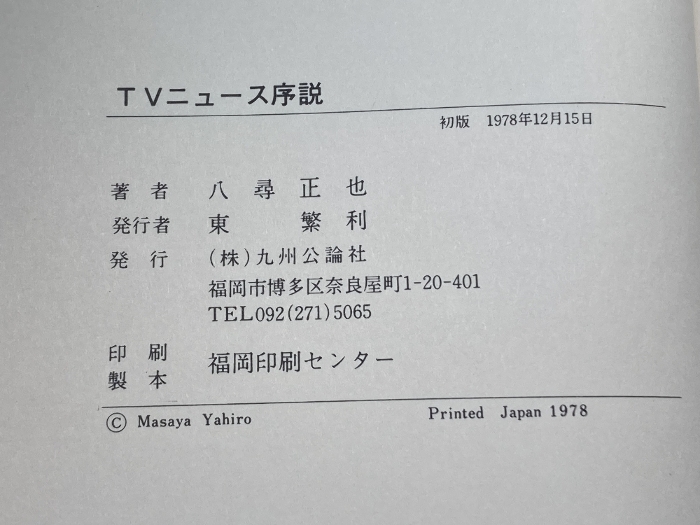 TVニュース序説
初版 1978年12月15日
著者 八尋正也
発行者 東繁利
発行 (株)九州公論社
福岡市博多区奈良屋町1-20-401
TEL092(271)5065
印刷
製本 福岡印刷センター
© Masaya Yahiro Printed Japan 1978